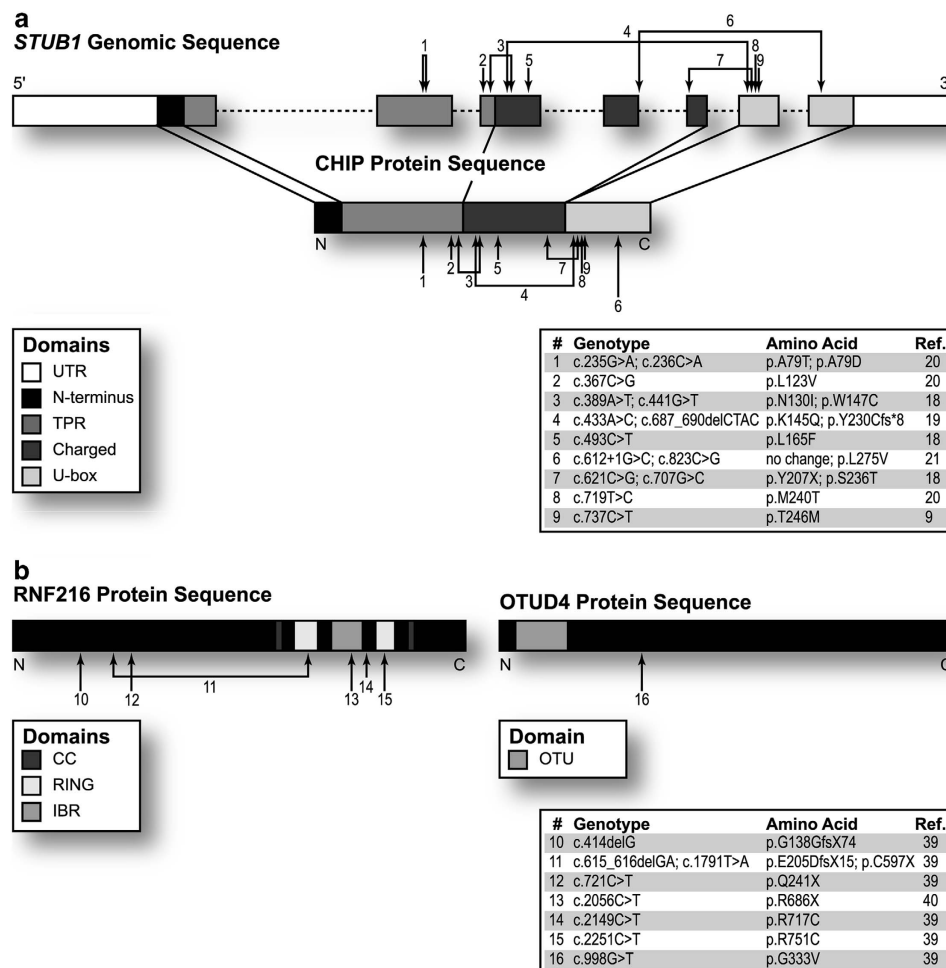 a
STUB1 Genomic Sequence
1 2 3 4 5 6 7 8 9
5' 3'
CHIP Protein Sequence
N C
1 2 3 4 5 6 7 8 9
Domains
UTR
N-terminus
TPR
Charged
U-box
# Genotype Amino Acid Ref.
1 c.235G>A; c.236C>A p.A79T; p.A79D 20
2 c.367C>G p.L123V 20
3 c.389A>T; c.441G>T p.N130I; p.W147C 18
4 c.433A>C; c.687_690delCTAC p.K145Q; p.Y230Cfs*8 19
5 c.493C>T p.L165F 18
6 c.612+1G>C; c.823C>G no change; p.L275V 21
7 c.621C>G; c.707G>C p.Y207X; p.S236T 18
8 c.719T>C p.M240T 20
9 c.737C>T p.T246M 9
b
RNF216 Protein Sequence
N C
10 12 11 13 14 15
Domains
CC
RING
IBR
OTUD4 Protein Sequence
N
16
Domain
OTU
# Genotype Amino Acid Ref.
10 c.414delG p.G138GfsX74 39
11 c.615_616delGA; c.1791T>A p.E205DfsX15; p.C597X 39
12 c.721C>T p.Q241X 39
13 c.2056C>T p.R686X 40
14 c.2149C>T p.R717C 39
15 c.2251C>T p.R751C 39
16 c.998G>T p.G333V 39